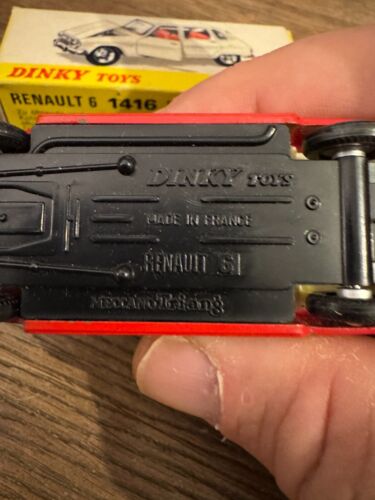 DINKY TOYS
RENAULT 6 1416
DINKY TOYS
MADE IN FRANCE
RENAULT 6
MECCANO Triang